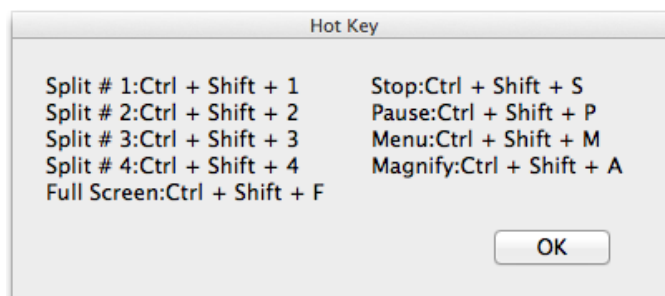 Hot Key
Split # 1:Ctrl + Shift + 1
Split # 2:Ctrl + Shift + 2
Split # 3:Ctrl + Shift + 3
Split # 4:Ctrl + Shift + 4
Full Screen:Ctrl + Shift + F
Stop:Ctrl + Shift + S
Pause:Ctrl + Shift + P
Menu:Ctrl + Shift + M
Magnify:Ctrl + Shift + A
OK